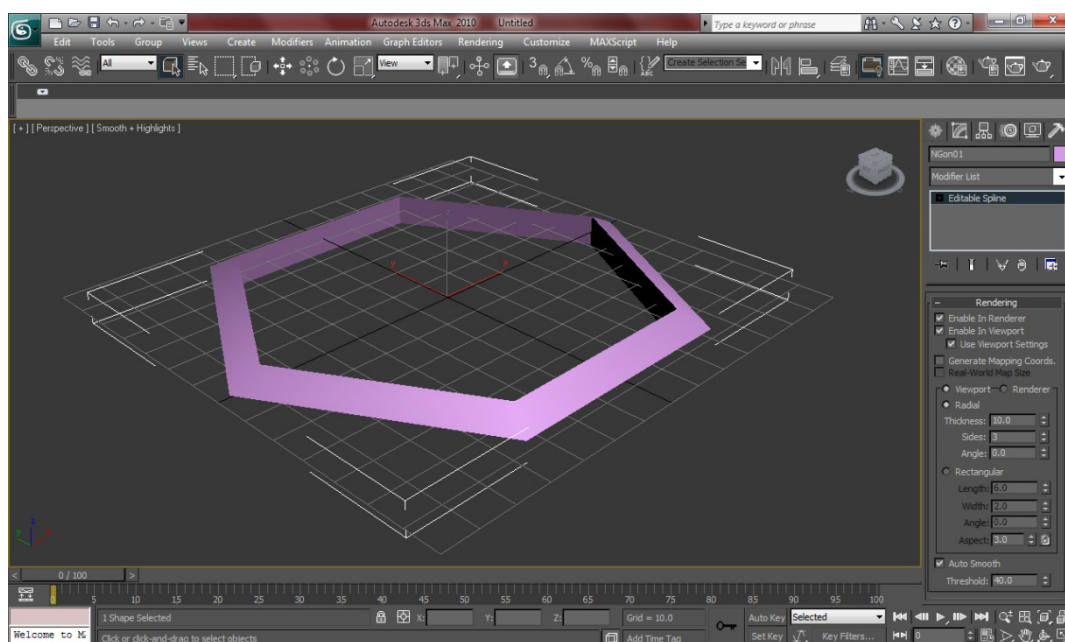 Autodesk 3ds Max 2010 Untitled
Type a keyword or phrase
Edit Tools Group Views Create Modifiers Animation Graph Editors Rendering Customize MAXScript Help
All
View
3
Create Selection Se
[ + ] [ Perspective ] [ Smooth + Highlights ]
NGon01
Modifier List
Editable Spline
Rendering
Enable In Renderer
Enable In Viewport
Use Viewport Settings
Generate Mapping Coords.
Real-World Map Size
Viewport Renderer
Radial
Thickness: 10.0
Sides: 3
Angle: 0.0
Rectangular
Length: 6.0
Width: 2.0
Angle: 0.0
Aspect: 3.0
Auto Smooth
Threshold: 40.0
z
y x
z
y x
< 0 / 100 >
0 5 10 15 20 25 30 35 40 45 50 55 60 65 70 75 80 85 90 95 100
1 Shape Selected X: Y: Z: Grid = 10.0 Auto Key Selected
Welcome to M Click or click-and-drag to select objects Add Time Tag Set Key Key Filters... 0